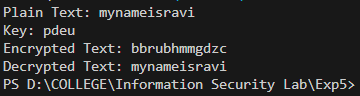 Plain Text: mynameisravi
Key: pdeu
Encrypted Text: bbrubhmmgdzc
Decrypted Text: mynameisravi
PS D:\COLLEGE\Information Security Lab\Exp5>